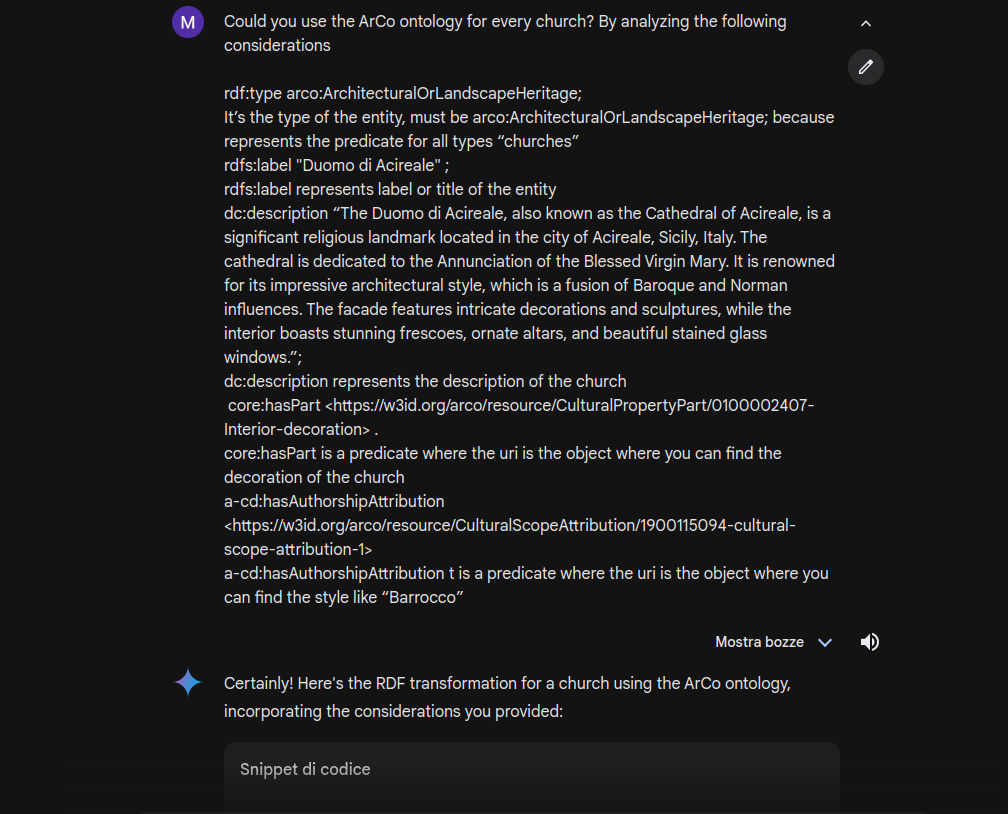 M
Could you use the ArCo ontology for every church? By analyzing the following
considerations
rdf:type arco:ArchitecturalOrLandscapeHeritage;
It’s the type of the entity, must be arco:ArchitecturalOrLandscapeHeritage; because
represents the predicate for all types “churches”
rdfs:label "Duomo di Acireale" ;
rdfs:label represents label or title of the entity
dc:description “The Duomo di Acireale, also known as the Cathedral of Acireale, is a
significant religious landmark located in the city of Acireale, Sicily, Italy. The
cathedral is dedicated to the Annunciation of the Blessed Virgin Mary. It is renowned
for its impressive architectural style, which is a fusion of Baroque and Norman
influences. The facade features intricate decorations and sculptures, while the
interior boasts stunning frescoes, ornate altars, and beautiful stained glass
windows.”;
dc:description represents the description of the church
core:hasPart <https://w3id.org/arco/resource/CulturalPropertyPart/0100002407-
Interior-decoration> .
core:hasPart is a predicate where the uri is the object where you can find the
decoration of the church
a-cd:hasAuthorshipAttribution
<https://w3id.org/arco/resource/CulturalScopeAttribution/1900115094-cultural-
scope-attribution-1>
a-cd:hasAuthorshipAttribution t is a predicate where the uri is the object where you
can find the style like “Barrocco”
Mostra bozze
Certainly! Here's the RDF transformation for a church using the ArCo ontology,
incorporating the considerations you provided:
Snippet di codice